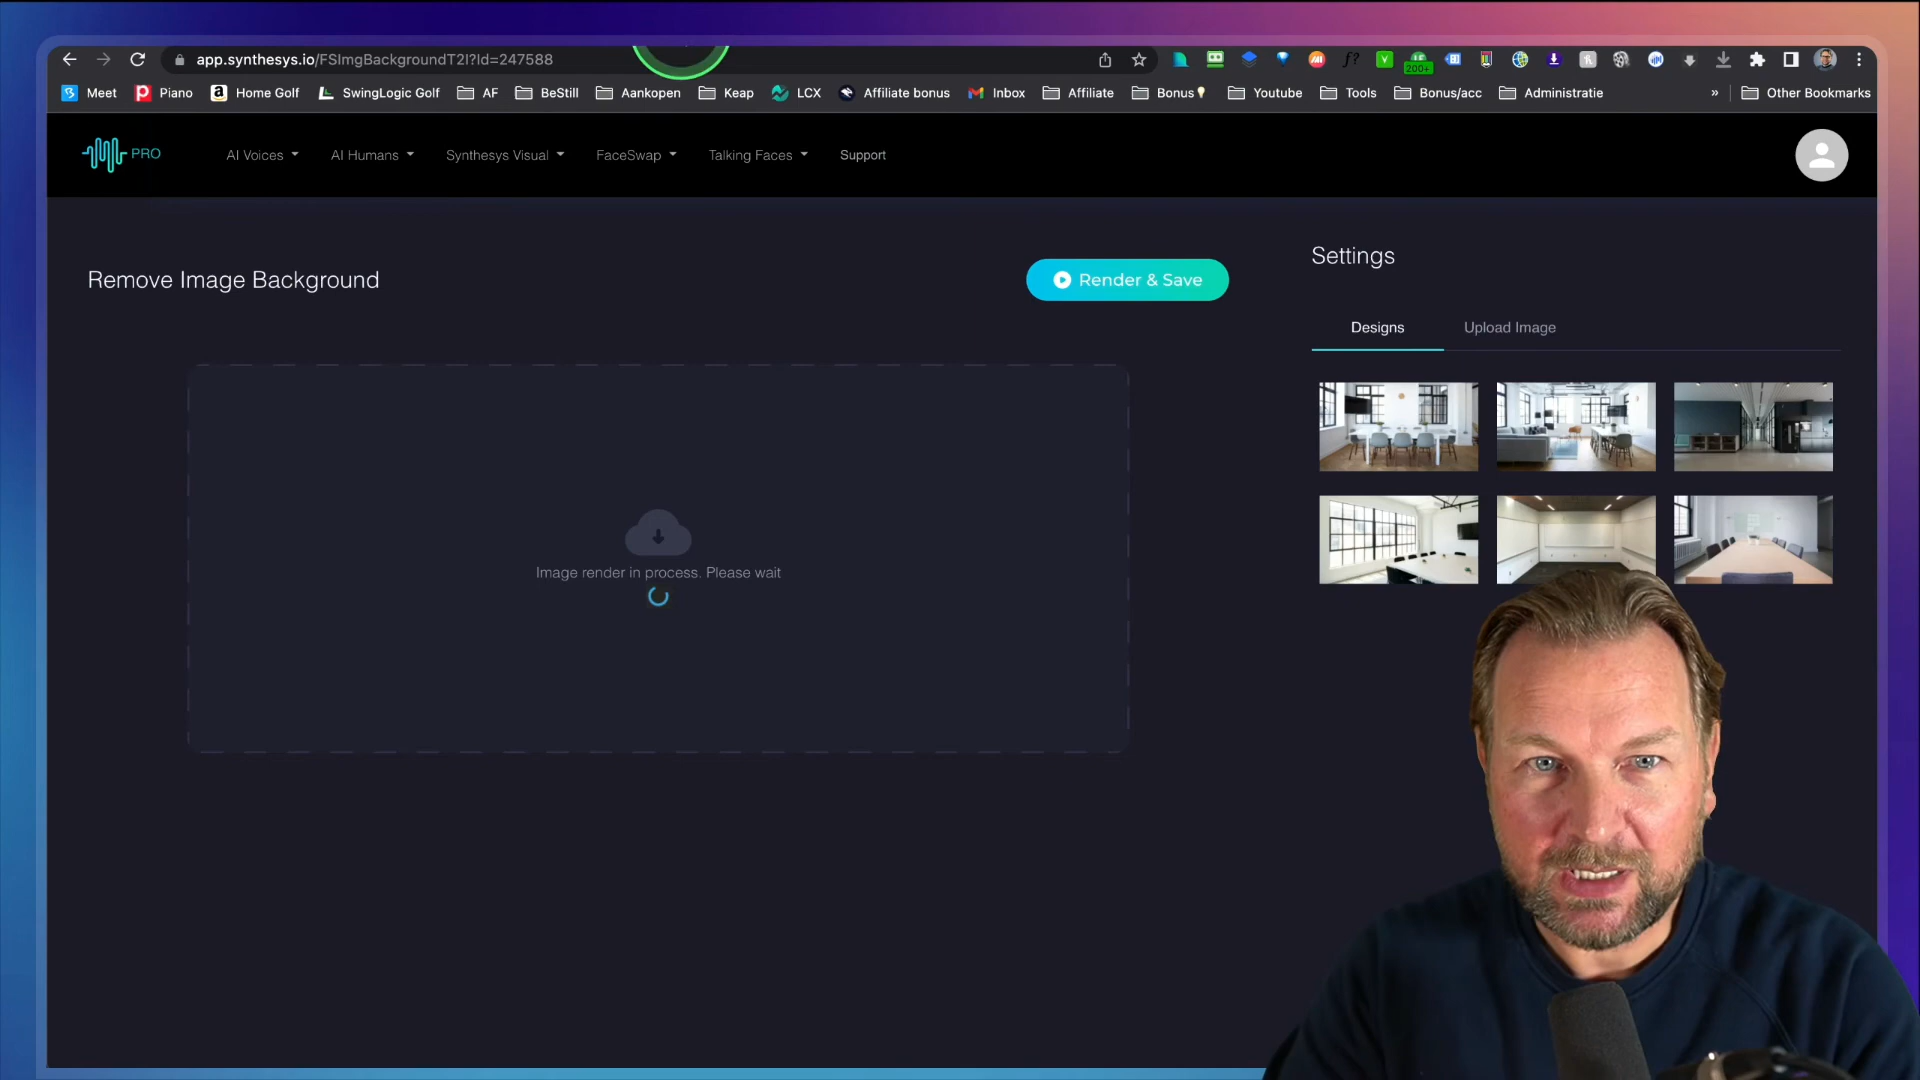 app.synthesys.io/FSImgBackgroundT2I?Id=247588
200+
Meet Piano Home Golf SwingLogic Golf AF BeStill Aankopen Keap LCX Affiliate bonus Inbox Affiliate Bonus Youtube Tools Bonus/acc Administratie » Other Bookmarks
PRO AI Voices AI Humans Synthesys Visual FaceSwap Talking Faces Support
Settings
Remove Image Background
Render & Save
Designs Upload Image
Image render in process. Please wait